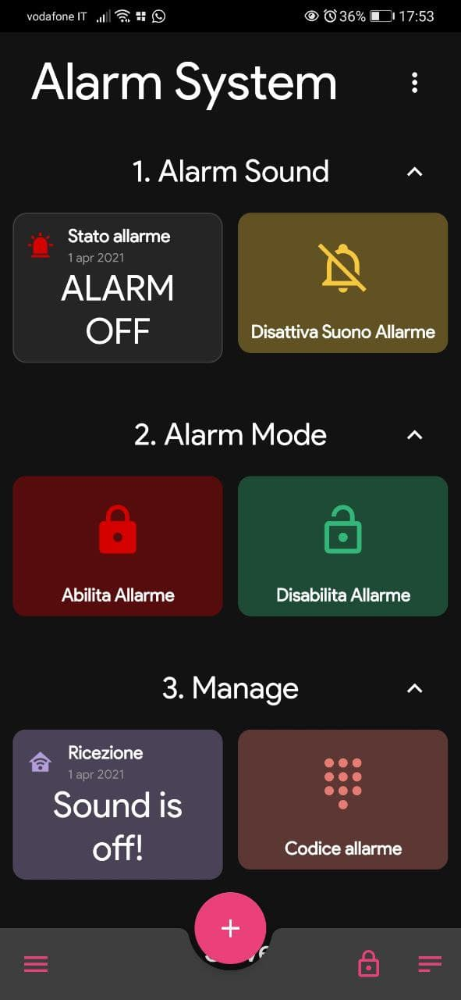 vodafone IT 36% 17:53
Alarm System
1. Alarm Sound
Stato allarme
1 apr 2021
ALARM
OFF
Disattiva Suono Allarme
2. Alarm Mode
Abilita Allarme
Disabilita Allarme
3. Manage
Ricezione
1 apr 2021
Sound is
off!
Codice allarme